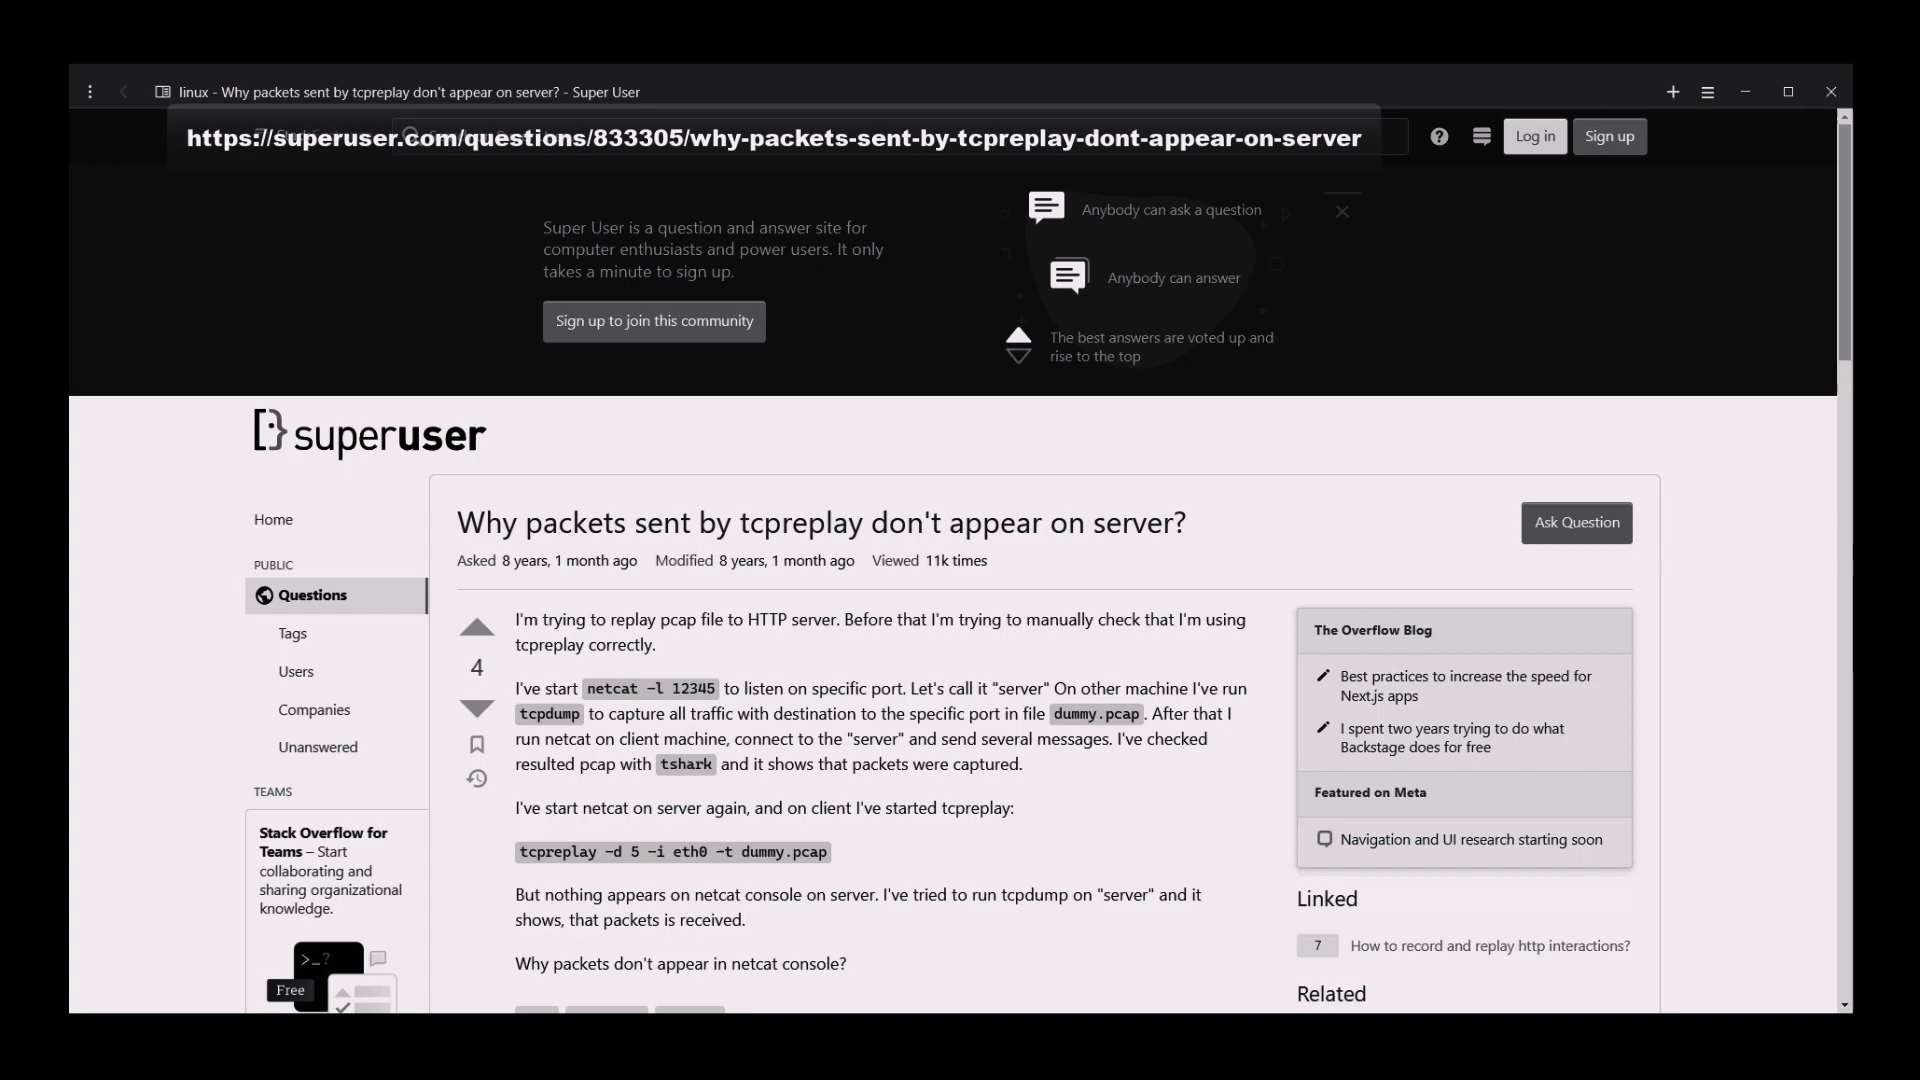 linux - Why packets sent by tcpreplay don't appear on server? - Super User
https://superuser.com/questions/833305/why-packets-sent-by-tcpreplay-dont-appear-on-server
Log in
Sign up
Super User is a question and answer site for
computer enthusiasts and power users. It only
takes a minute to sign up.
Sign up to join this community
Anybody can ask a question
Anybody can answer
The best answers are voted up and
rise to the top
superuser
Home
PUBLIC
Questions
Tags
Users
Companies
Unanswered
TEAMS
Stack Overflow for
Teams – Start
collaborating and
sharing organizational
knowledge.
>_?
Free
Why packets sent by tcpreplay don't appear on server?
Ask Question
Asked 8 years, 1 month ago Modified 8 years, 1 month ago Viewed 11k times
4
I'm trying to replay pcap file to HTTP server. Before that I'm trying to manually check that I'm using
tcpreplay correctly.
I've start netcat -l 12345 to listen on specific port. Let's call it "server" On other machine I've run
tcpdump to capture all traffic with destination to the specific port in file dummy.pcap. After that I
run netcat on client machine, connect to the "server" and send several messages. I've checked
resulted pcap with tshark and it shows that packets were captured.
I've start netcat on server again, and on client I've started tcpreplay:
tcpreplay -d 5 -i eth0 -t dummy.pcap
But nothing appears on netcat console on server. I've tried to run tcpdump on "server" and it
shows, that packets is received.
Why packets don't appear in netcat console?
The Overflow Blog
Best practices to increase the speed for
Next.js apps
I spent two years trying to do what
Backstage does for free
Featured on Meta
Navigation and UI research starting soon
Linked
7 How to record and replay http interactions?
Related